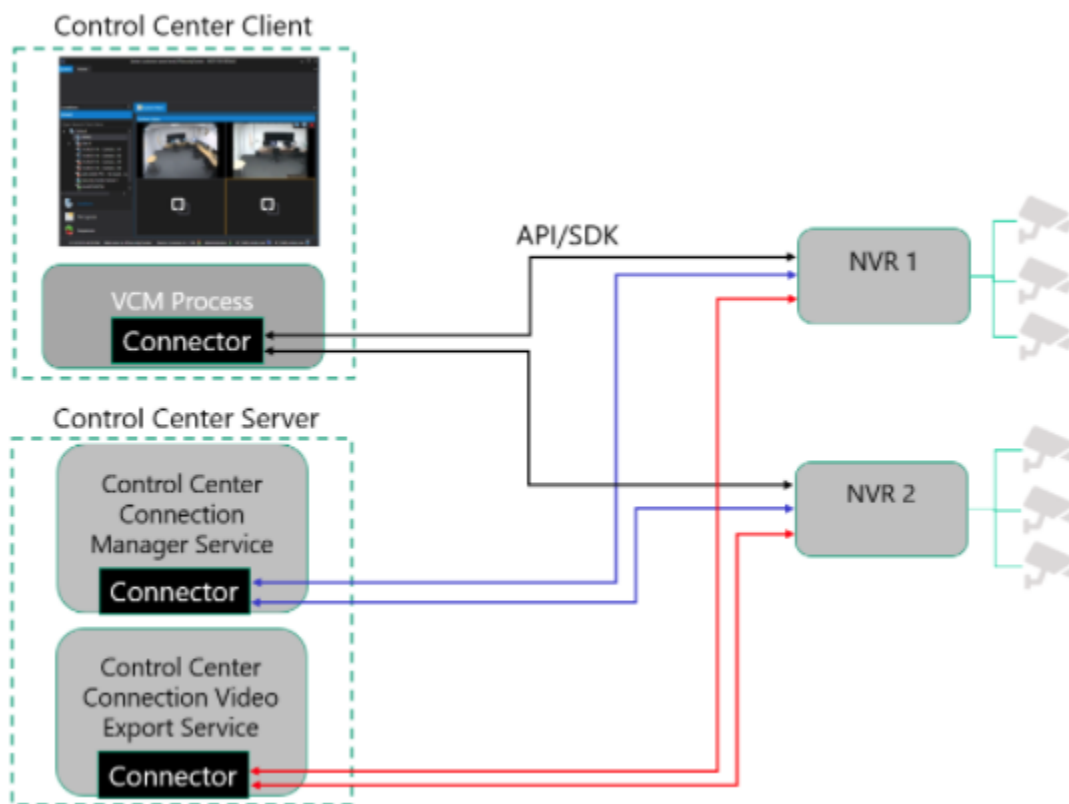 Control Center Client
VCM Process
Connector
API/SDK
NVR 1
NVR 2
Control Center Server
Control Center
Connection
Manager Service
Connector
Control Center
Connection Video
Export Service
Connector